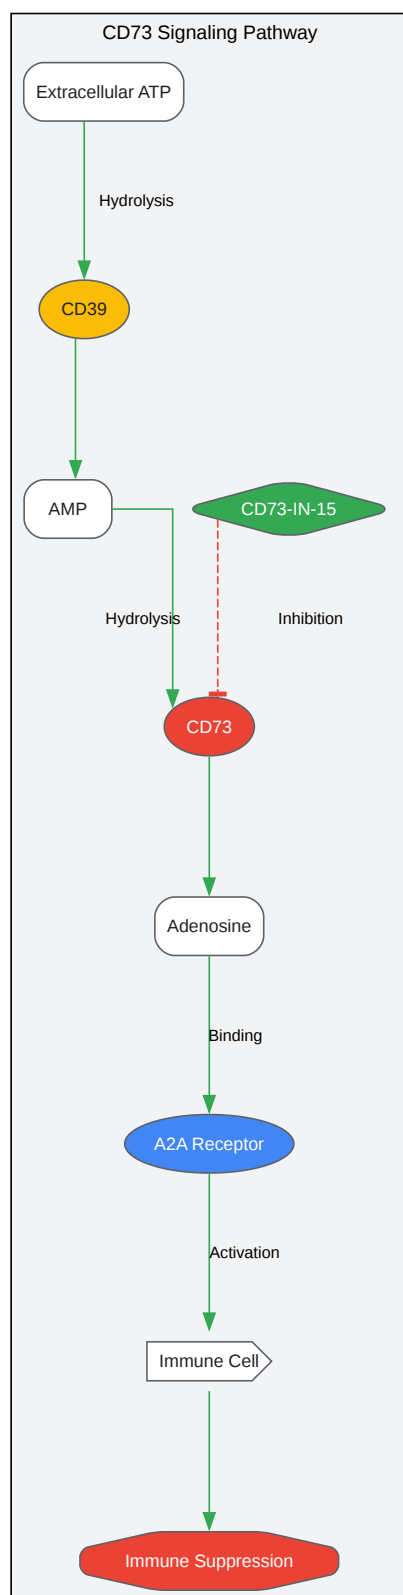 CD73 Signaling Pathway
Extracellular ATP
Hydrolysis
CD39
AMP
CD73-IN-15
Hydrolysis
Inhibition
CD73
Adenosine
Binding
A2A Receptor
Activation
Immune Cell
Immune Suppression